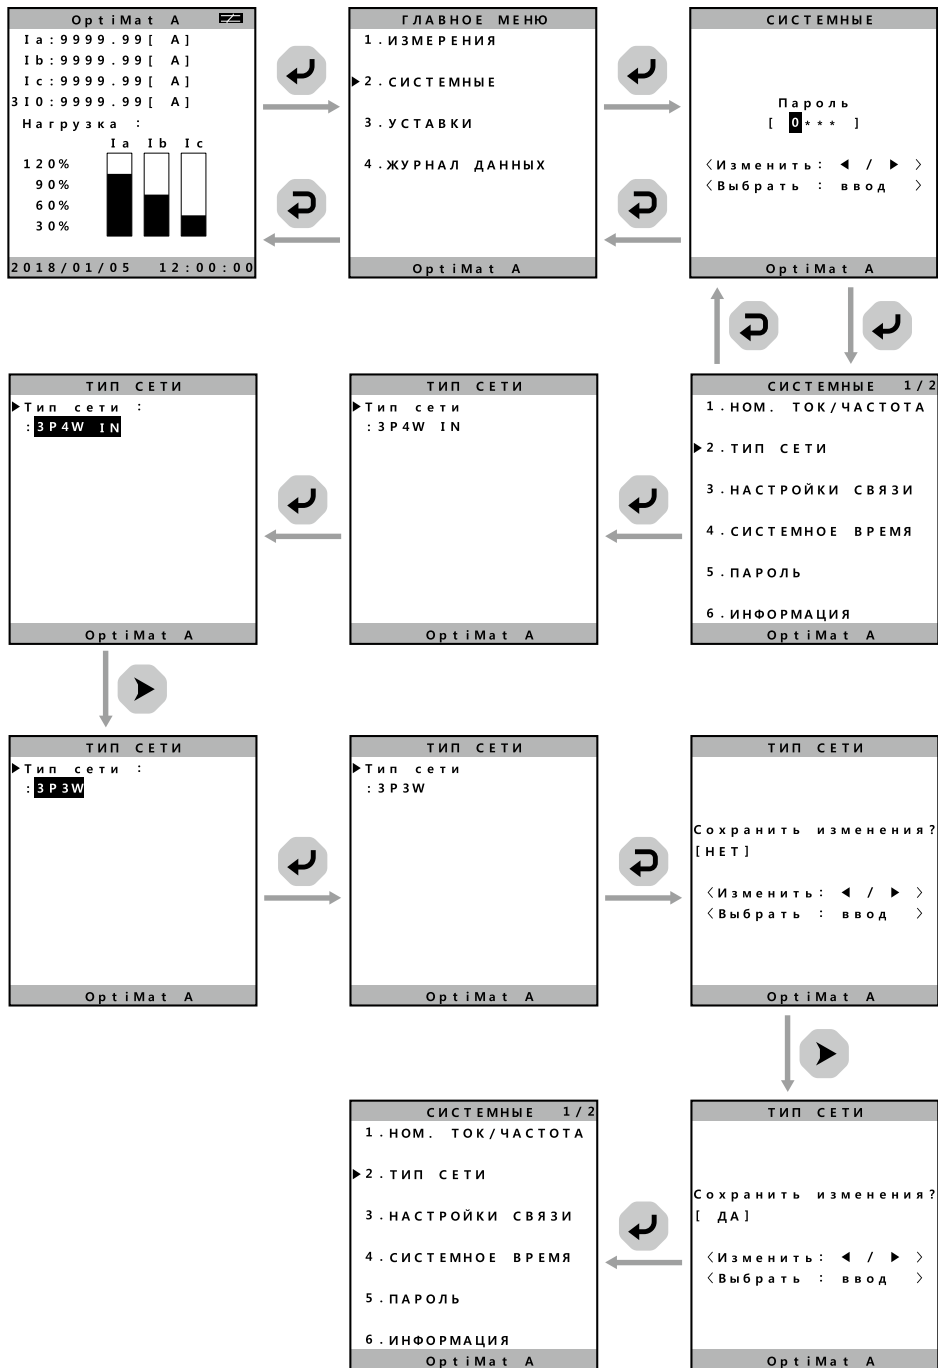 OptiMat A
Ia:9999.99[ A]
Ib:9999.99[ A]
Ic:9999.99[ A]
3I0:9999.99[ A]
Нагрузка :
Ia Ib Ic
120%
90%
60%
30%
2018/01/05 12:00:00
ГЛАВНОЕ МЕНЮ
1.ИЗМЕРЕНИЯ
▶2.СИСТЕМНЫЕ
3.УСТАВКИ
4.ЖУРНАЛ ДАННЫХ
OptiMat A
СИСТЕМНЫЕ
Пароль
[ 0*** ]
〈Изменить: ◀ / ▶ 〉
〈Выбрать : ввод 〉
OptiMat A
ТИП СЕТИ
▶Тип сети :
:3P4W IN
OptiMat A
ТИП СЕТИ
▶Тип сети
:3P4W IN
OptiMat A
СИСТЕМНЫЕ 1/2
1.НОМ. ТОК/ЧАСТОТА
▶2.ТИП СЕТИ
3.НАСТРОЙКИ СВЯЗИ
4.СИСТЕМНОЕ ВРЕМЯ
5.ПАРОЛЬ
6.ИНФОРМАЦИЯ
OptiMat A
ТИП СЕТИ
▶Тип сети :
:3P3W
OptiMat A
ТИП СЕТИ
▶Тип сети
:3P3W
OptiMat A
ТИП СЕТИ
Сохранить изменения?
[НЕТ]
〈Изменить: ◀ / ▶ 〉
〈Выбрать : ввод 〉
OptiMat A
СИСТЕМНЫЕ 1/2
1.НОМ. ТОК/ЧАСТОТА
▶2.ТИП СЕТИ
3.НАСТРОЙКИ СВЯЗИ
4.СИСТЕМНОЕ ВРЕМЯ
5.ПАРОЛЬ
6.ИНФОРМАЦИЯ
OptiMat A
ТИП СЕТИ
Сохранить изменения?
[ ДА]
〈Изменить: ◀ / ▶ 〉
〈Выбрать : ввод 〉
OptiMat A